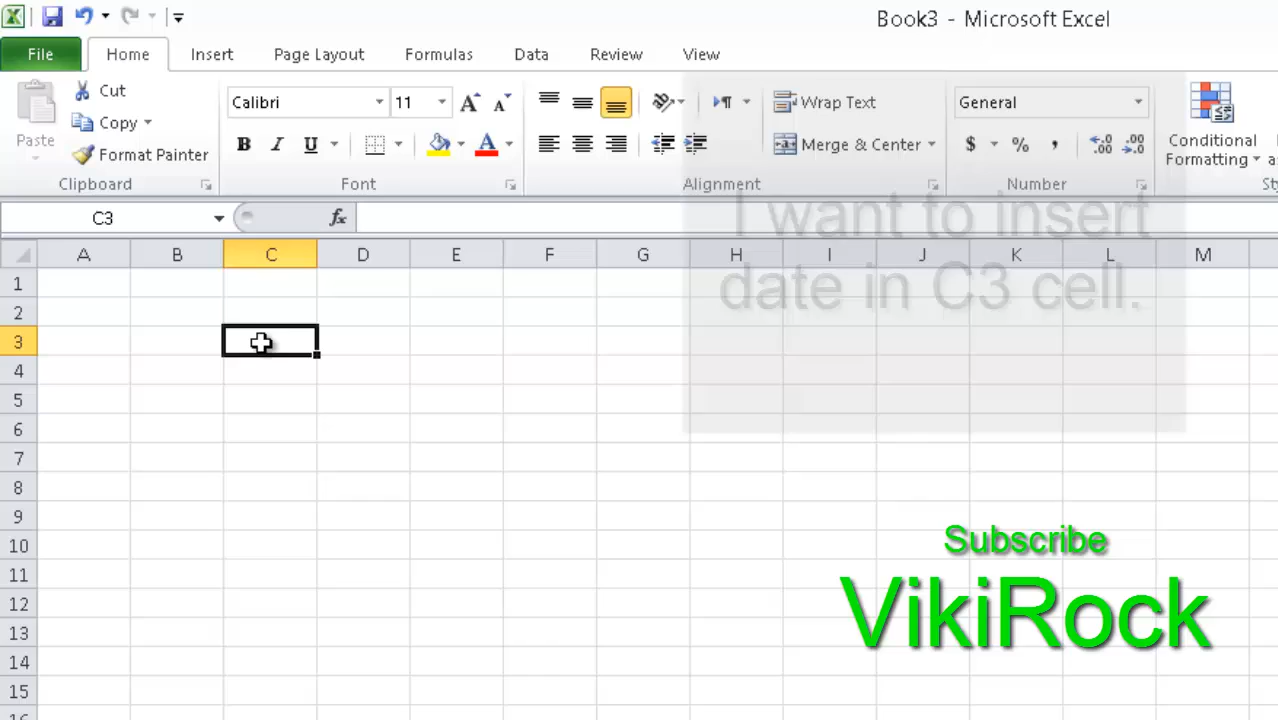 Book3 - Microsoft Excel
File Home Insert Page Layout Formulas Data Review View
Paste
Cut
Copy
Format Painter
Clipboard
Calibri 11
B I U A
Font
Wrap Text
Merge & Center
Alignment
General
$ % ,
Number
Conditional
Formatting
C3 fx
I want to insert
date in C3 cell.
A B C D E F G H I J K L M
1
2
3
4
5
6
7
8
9
10
11
12
13
14
15
Subscribe
VikiRock